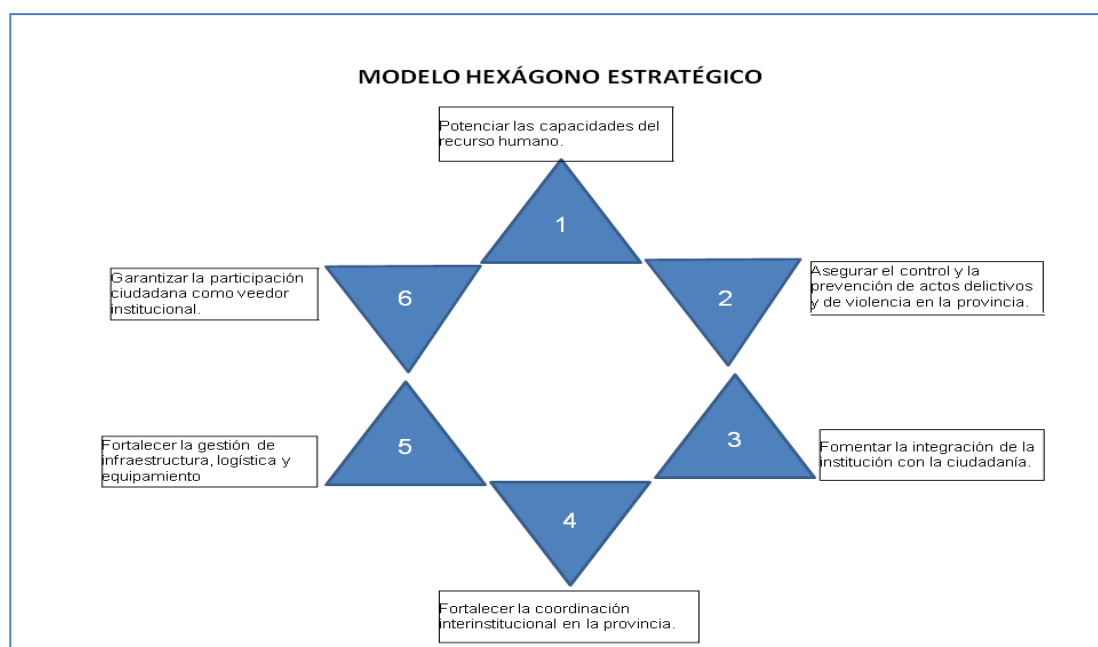 MODELO HEXÁGONO ESTRATÉGICO
Potenciar las capacidades del
recurso humano.
1
Garantizar la participación
ciudadana como veedor
institucional.
6
2
Asegurar el control y la
prevención de actos delictivos
y de violencia en la provincia.
Fortalecer la gestión de
infraestructura, logística y
equipamiento
5
3
Fomentar la integración de la
institución con la ciudadanía.
4
Fortalecer la coordinación
interinstitucional en la provincia.